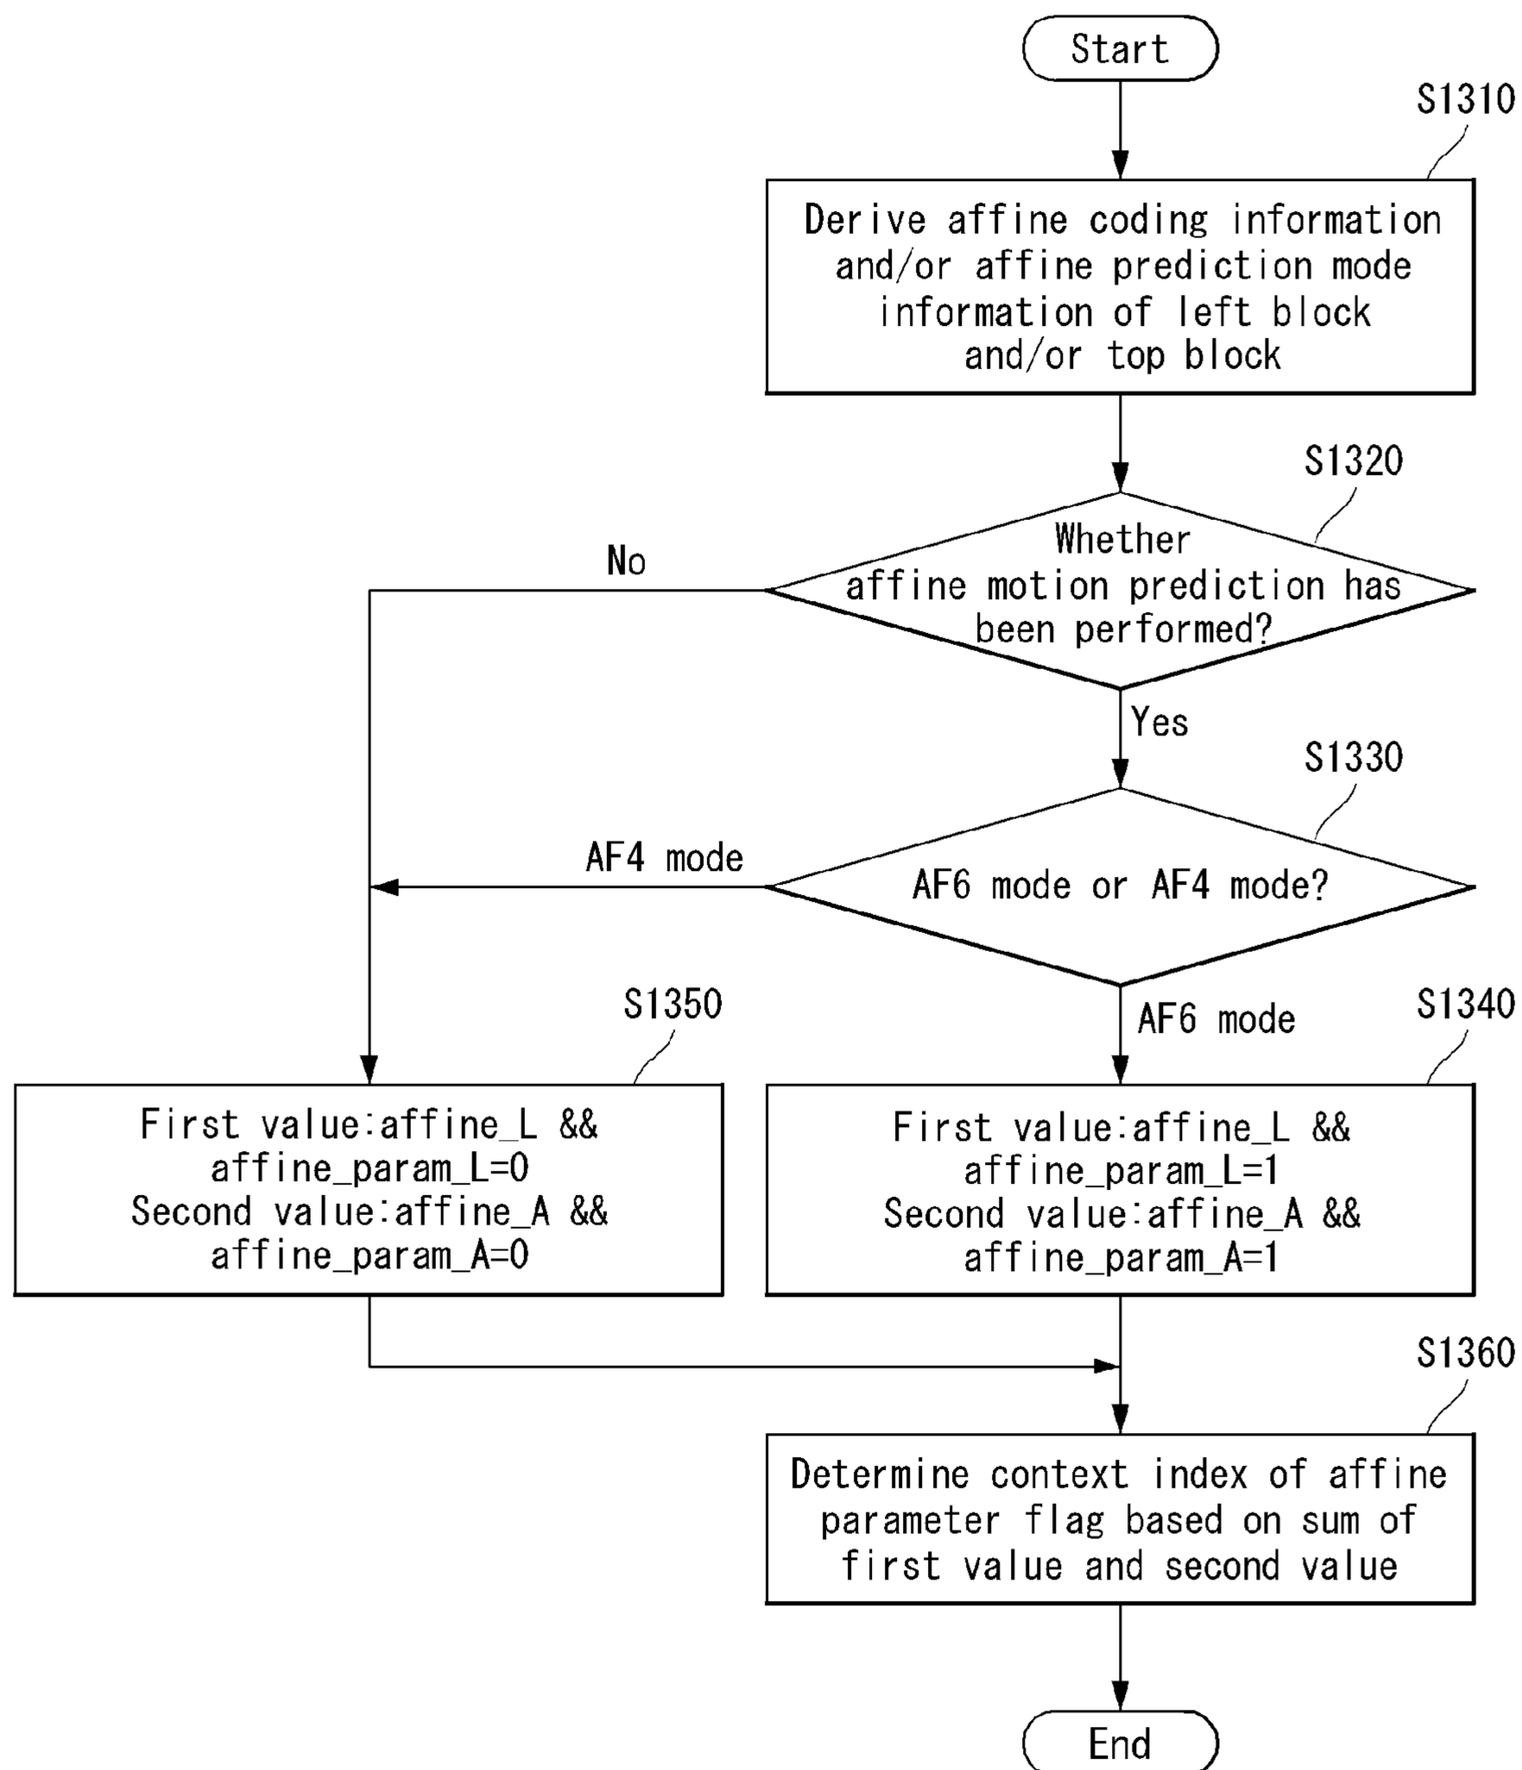 Start
S1310
Derive affine coding information
and/or affine prediction mode
information of left block
and/or top block
S1320
Whether
affine motion prediction has
been performed?
No
Yes
S1330
AF6 mode or AF4 mode?
AF4 mode
AF6 mode
S1350
First value:affine_L &&
affine_param_L=0
Second value:affine_A &&
affine_param_A=0
S1340
First value:affine_L &&
affine_param_L=1
Second value:affine_A &&
affine_param_A=1
S1360
Determine context index of affine
parameter flag based on sum of
first value and second value
End